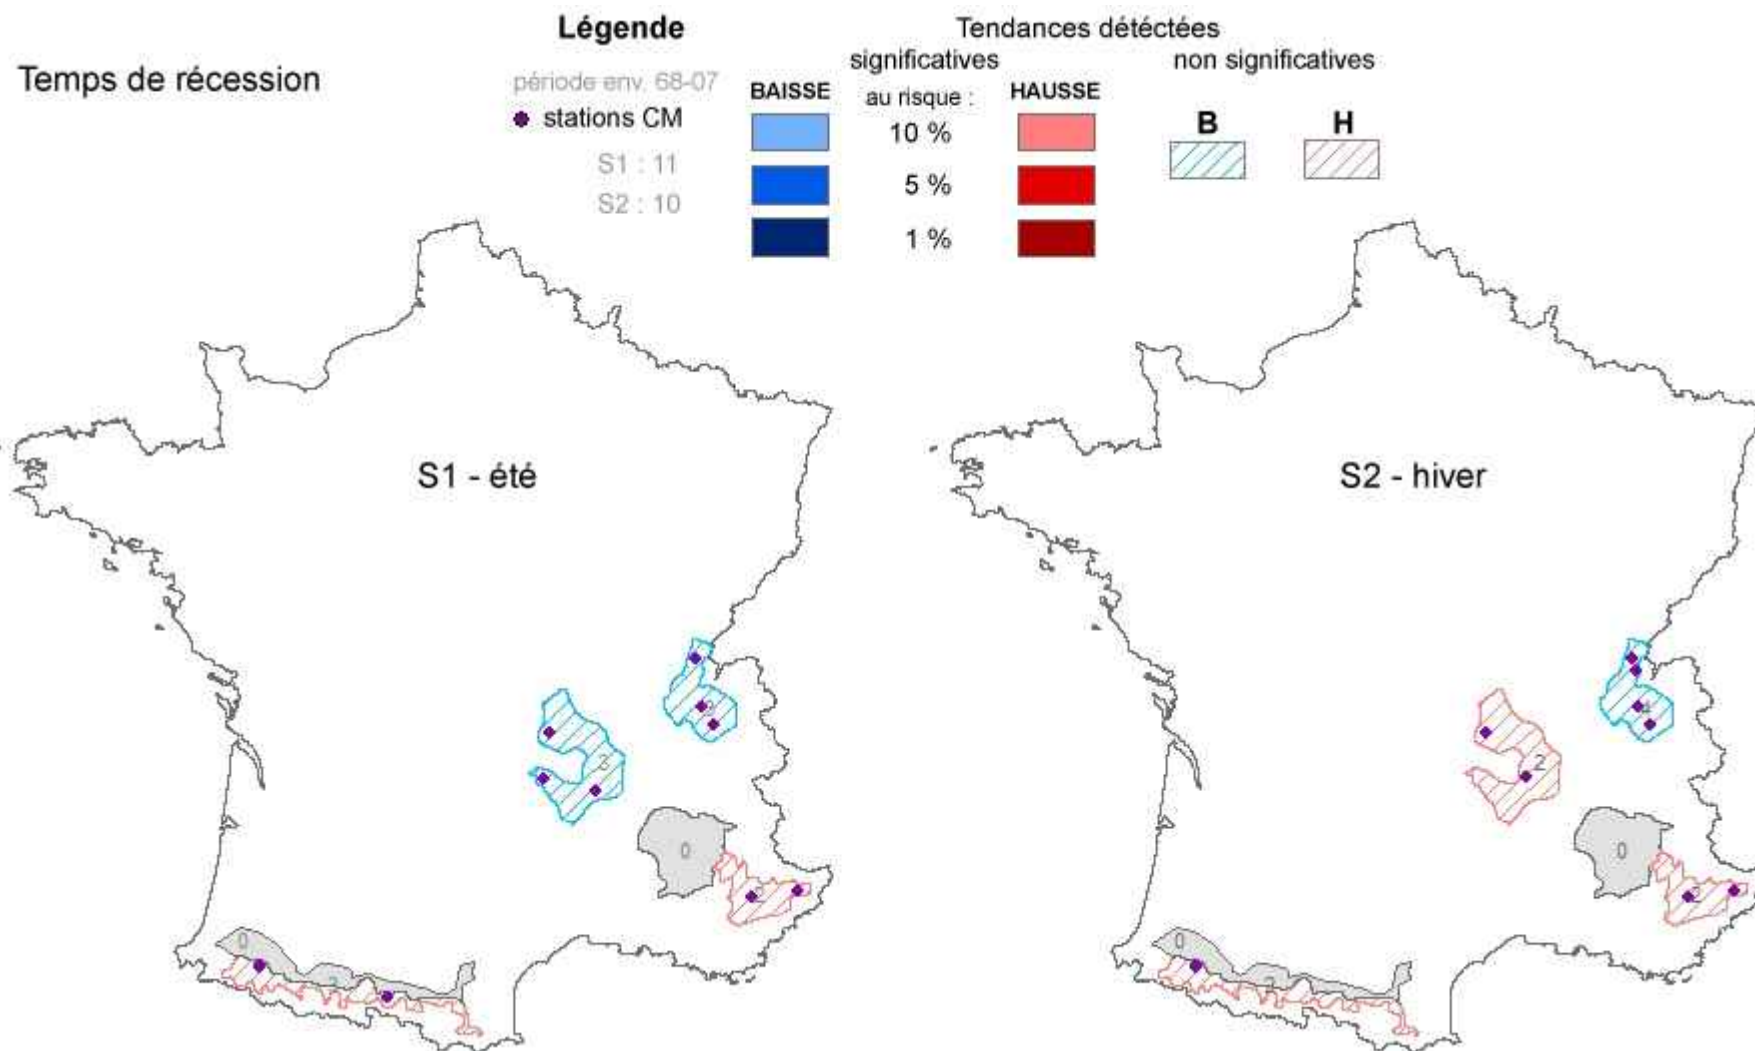 Légende
Tendances détéctées
significatives
non significatives
Temps de récession
période env. 68-07
BAISSE
au risque :
HAUSSE
stations CM
10 %
B
H
S1 : 11
5 %
S2 : 10
1 %
S1 - été
S2 - hiver
3
2
0
0
2
0
0